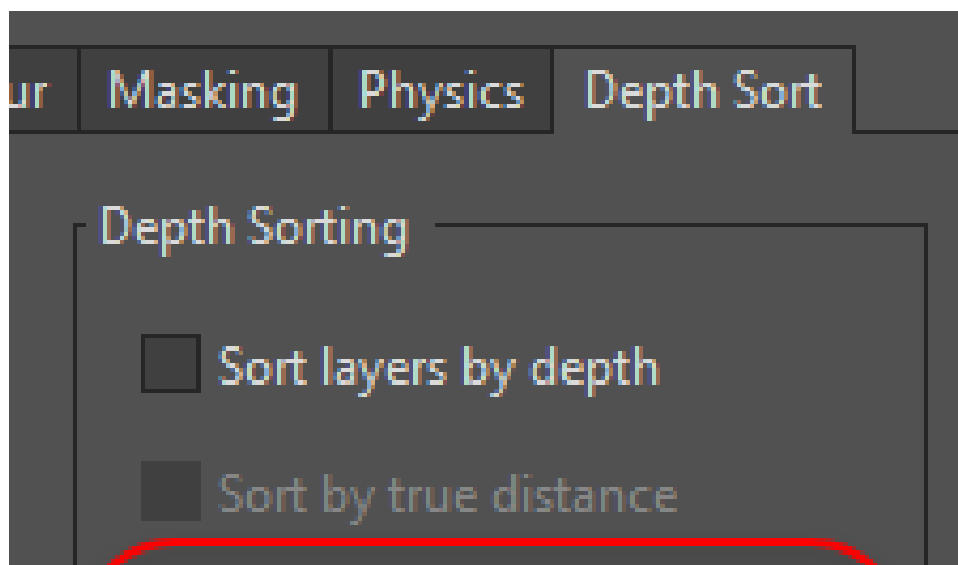 ur Masking Physics Depth Sort
Depth Sorting
Sort layers by depth
Sort by true distance